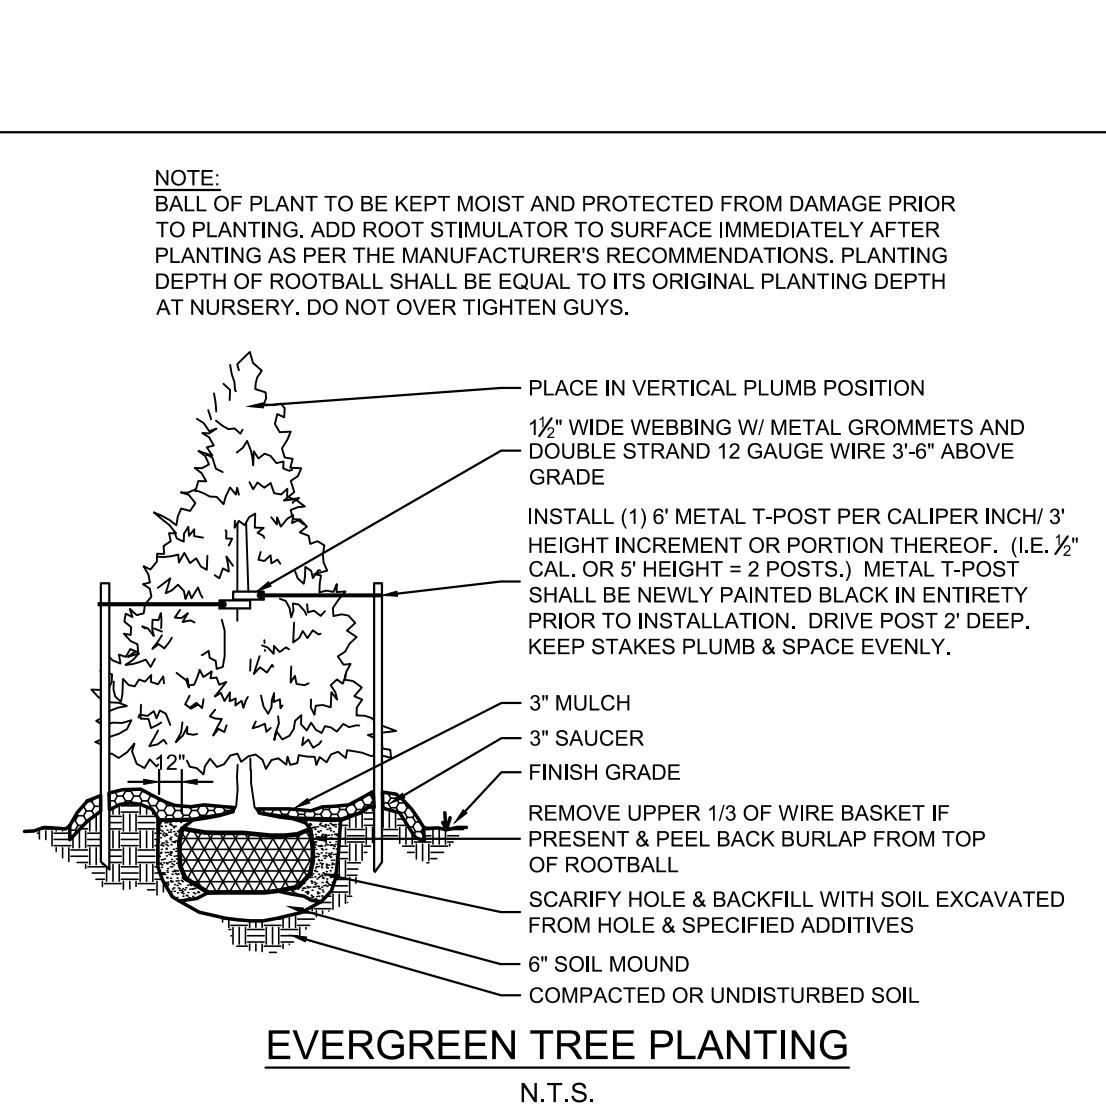 NOTE:
BALL OF PLANT TO BE KEPT MOIST AND PROTECTED FROM DAMAGE PRIOR
TO PLANTING. ADD ROOT STIMULATOR TO SURFACE IMMEDIATELY AFTER
PLANTING AS PER THE MANUFACTURER'S RECOMMENDATIONS. PLANTING
DEPTH OF ROOTBALL SHALL BE EQUAL TO ITS ORIGINAL PLANTING DEPTH
AT NURSERY. DO NOT OVER TIGHTEN GUYS.
PLACE IN VERTICAL PLUMB POSITION
1½" WIDE WEBBING W/ METAL GROMMETS AND
DOUBLE STRAND 12 GAUGE WIRE 3'-6" ABOVE
GRADE
INSTALL (1) 6' METAL T-POST PER CALIPER INCH/ 3'
HEIGHT INCREMENT OR PORTION THEREOF. (I.E. ½"
CAL. OR 5' HEIGHT = 2 POSTS.) METAL T-POST
SHALL BE NEWLY PAINTED BLACK IN ENTIRETY
PRIOR TO INSTALLATION. DRIVE POST 2' DEEP.
KEEP STAKES PLUMB & SPACE EVENLY.
3" MULCH
3" SAUCER
12"
FINISH GRADE
REMOVE UPPER 1/3 OF WIRE BASKET IF
PRESENT & PEEL BACK BURLAP FROM TOP
OF ROOTBALL
SCARIFY HOLE & BACKFILL WITH SOIL EXCAVATED
FROM HOLE & SPECIFIED ADDITIVES
6" SOIL MOUND
COMPACTED OR UNDISTURBED SOIL
EVERGREEN TREE PLANTING
N.T.S.